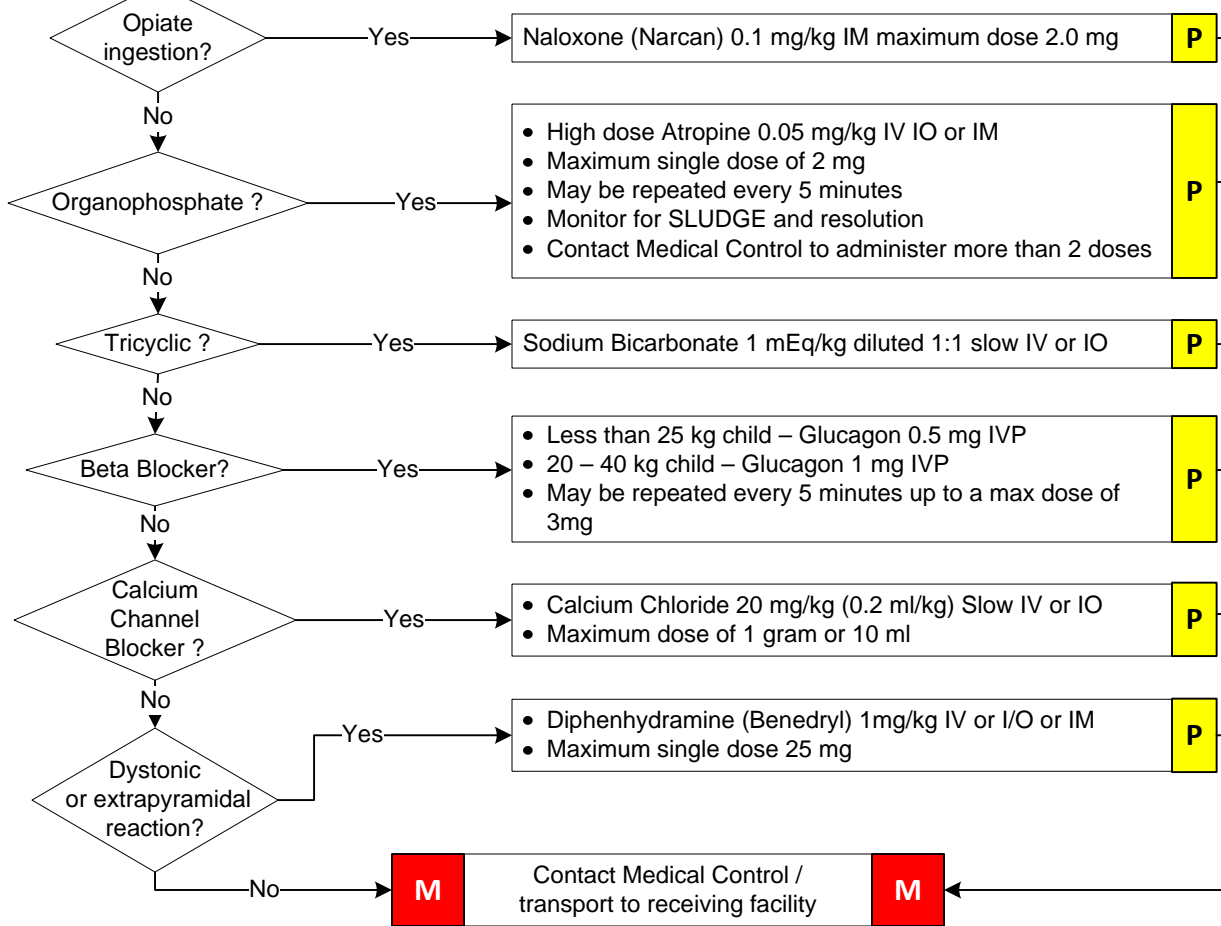 Opiate
ingestion?
Yes
Naloxone (Narcan) 0.1 mg/kg IM maximum dose 2.0 mg
P
No
Organophosphate ?
Yes
• High dose Atropine 0.05 mg/kg IV IO or IM
• Maximum single dose of 2 mg
• May be repeated every 5 minutes
• Monitor for SLUDGE and resolution
• Contact Medical Control to administer more than 2 doses
P
No
Tricyclic ?
Yes
Sodium Bicarbonate 1 mEq/kg diluted 1:1 slow IV or IO
P
No
Beta Blocker?
Yes
• Less than 25 kg child – Glucagon 0.5 mg IVP
• 20 – 40 kg child – Glucagon 1 mg IVP
• May be repeated every 5 minutes up to a max dose of
3mg
P
No
Calcium
Channel
Blocker ?
Yes
• Calcium Chloride 20 mg/kg (0.2 ml/kg) Slow IV or IO
• Maximum dose of 1 gram or 10 ml
P
No
Dystonic
or extrapyramidal
reaction?
Yes
• Diphenhydramine (Benedryl) 1mg/kg IV or I/O or IM
• Maximum single dose 25 mg
P
No
M
Contact Medical Control /
transport to receiving facility
M